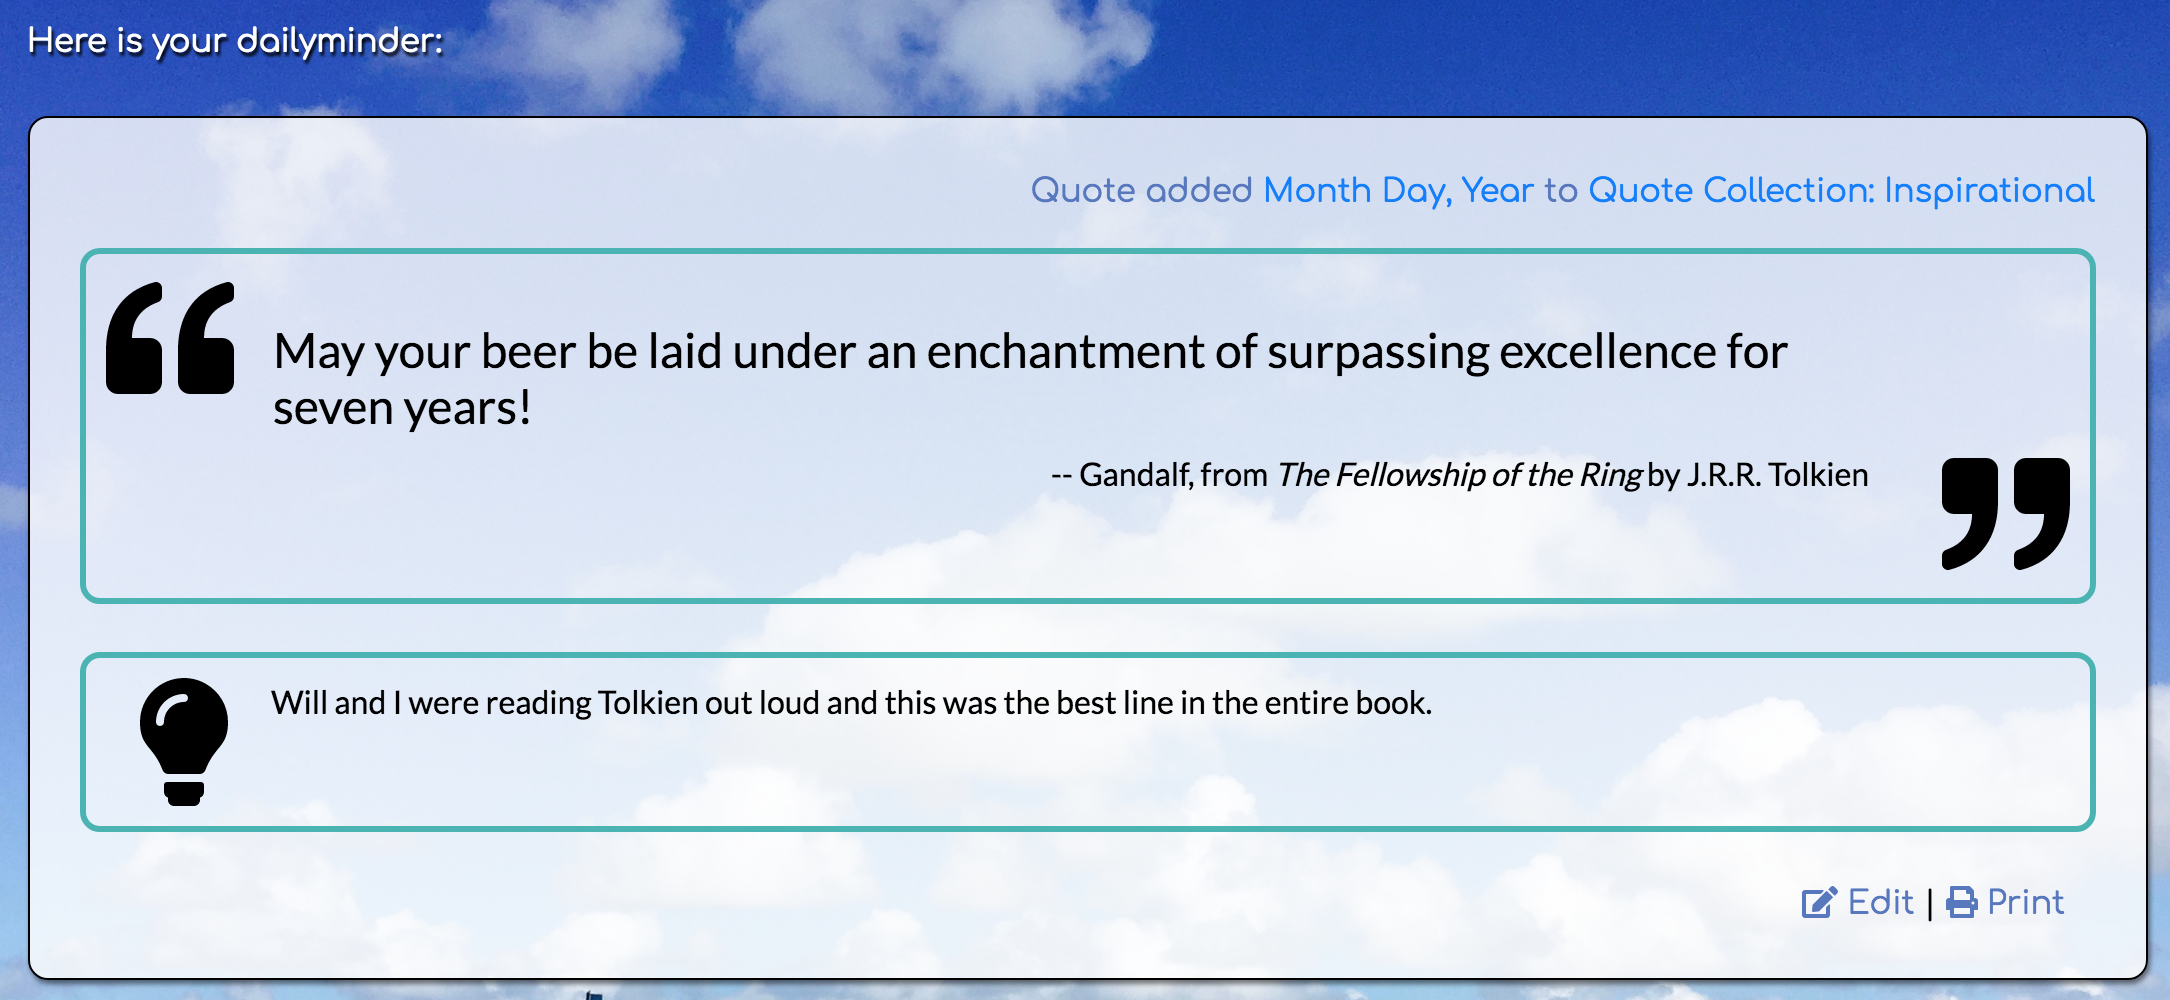 Here is your dailyminder:
Quote added Month Day, Year to Quote Collection: Inspirational
May your beer be laid under an enchantment of surpassing excellence for
seven years!
-- Gandalf, from The Fellowship of the Ring by J.R.R. Tolkien
Will and I were reading Tolkien out loud and this was the best line in the entire book.
Edit | Print